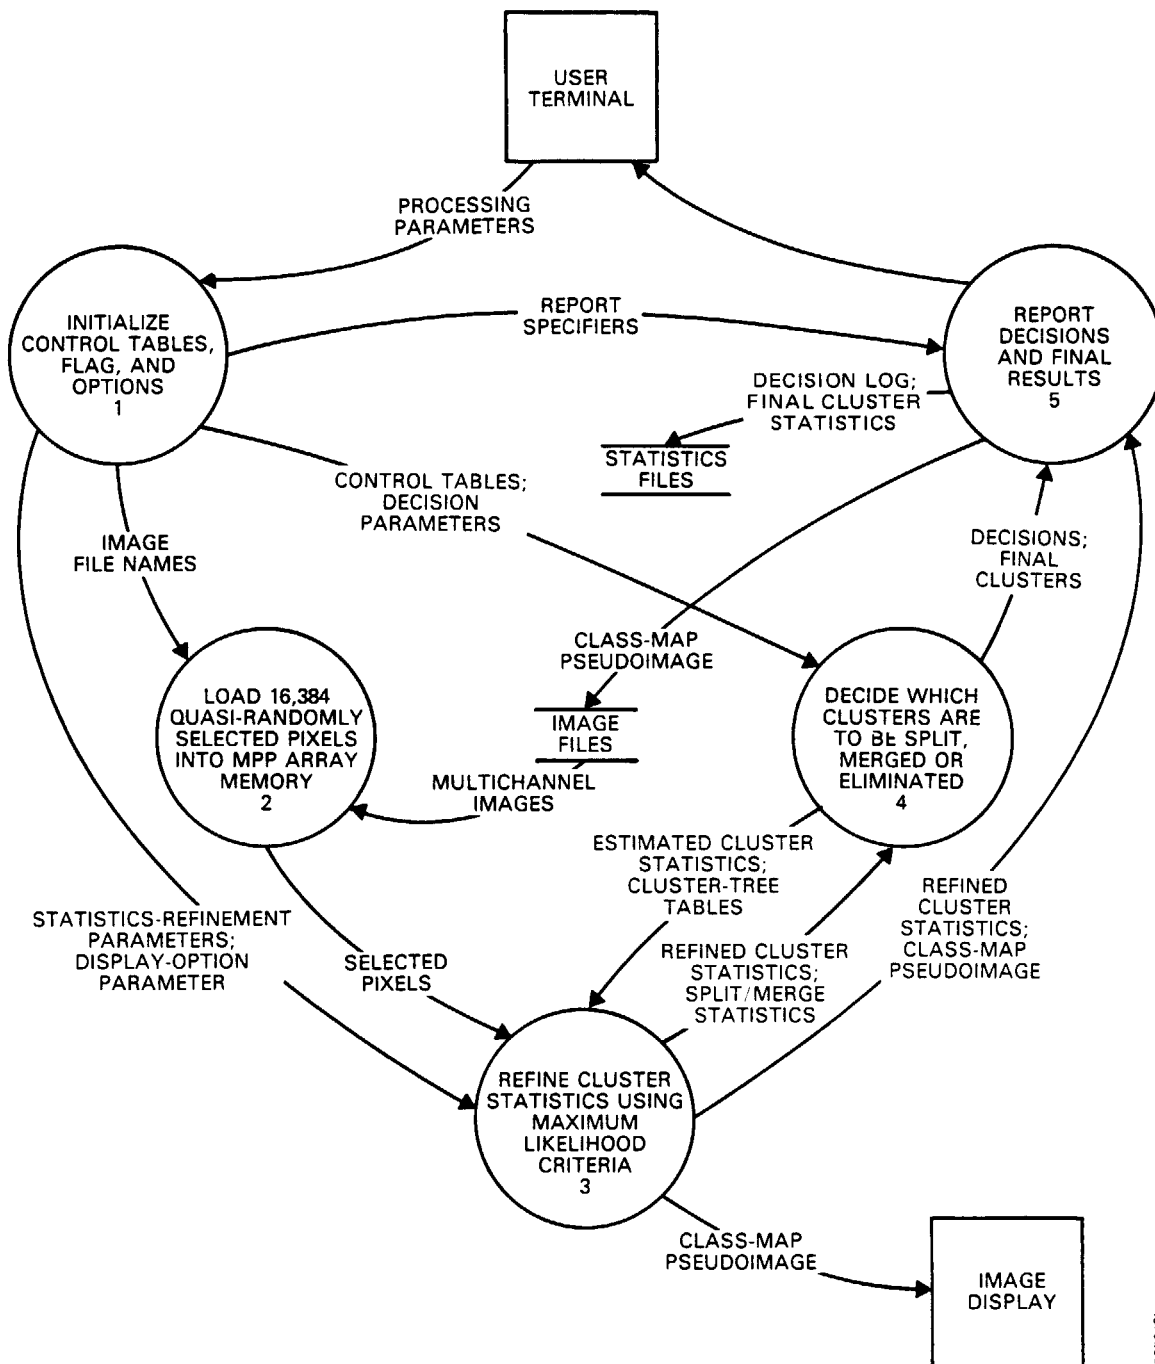 USER
TERMINAL
PROCESSING
PARAMETERS
INITIALIZE
CONTROL TABLES,
FLAG, AND
OPTIONS
1
REPORT
SPECIFIERS
REPORT
DECISIONS
AND FINAL
RESULTS
5
DECISION LOG;
FINAL CLUSTER
STATISTICS
STATISTICS
FILES
CONTROL TABLES;
DECISION
PARAMETERS
IMAGE
FILE NAMES
DECISIONS;
FINAL
CLUSTERS
CLASS-MAP
PSEUDOIMAGE
LOAD 16,384
QUASI-RANDOMLY
SELECTED PIXELS
INTO MPP ARRAY
MEMORY
2
IMAGE
FILES
DECIDE WHICH
CLUSTERS ARE
TO BE SPLIT,
MERGED OR
ELIMINATED
4
MULTICHANNEL
IMAGES
ESTIMATED CLUSTER
STATISTICS;
CLUSTER-TREE
TABLES
REFINED
CLUSTER
STATISTICS;
CLASS-MAP
PSEUDOIMAGE
STATISTICS-REFINEMENT
PARAMETERS;
DISPLAY-OPTION
PARAMETER
SELECTED
PIXELS
REFINED CLUSTER
STATISTICS;
SPLIT/MERGE
STATISTICS
REFINE CLUSTER
STATISTICS USING
MAXIMUM
LIKELIHOOD
CRITERIA
3
CLASS-MAP
PSEUDOIMAGE
IMAGE
DISPLAY